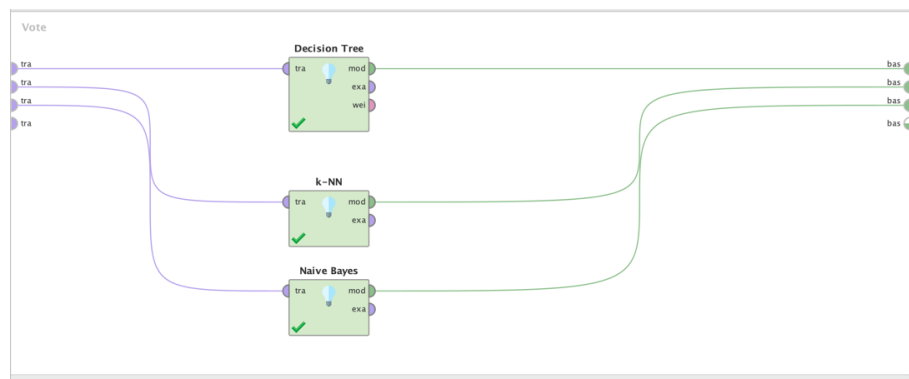 Vote
tra
tra
tra
tra
Decision Tree
tra
mod
exa
wei
k-NN
tra
mod
exa
Naive Bayes
tra
mod
exa
bas
bas
bas
bas